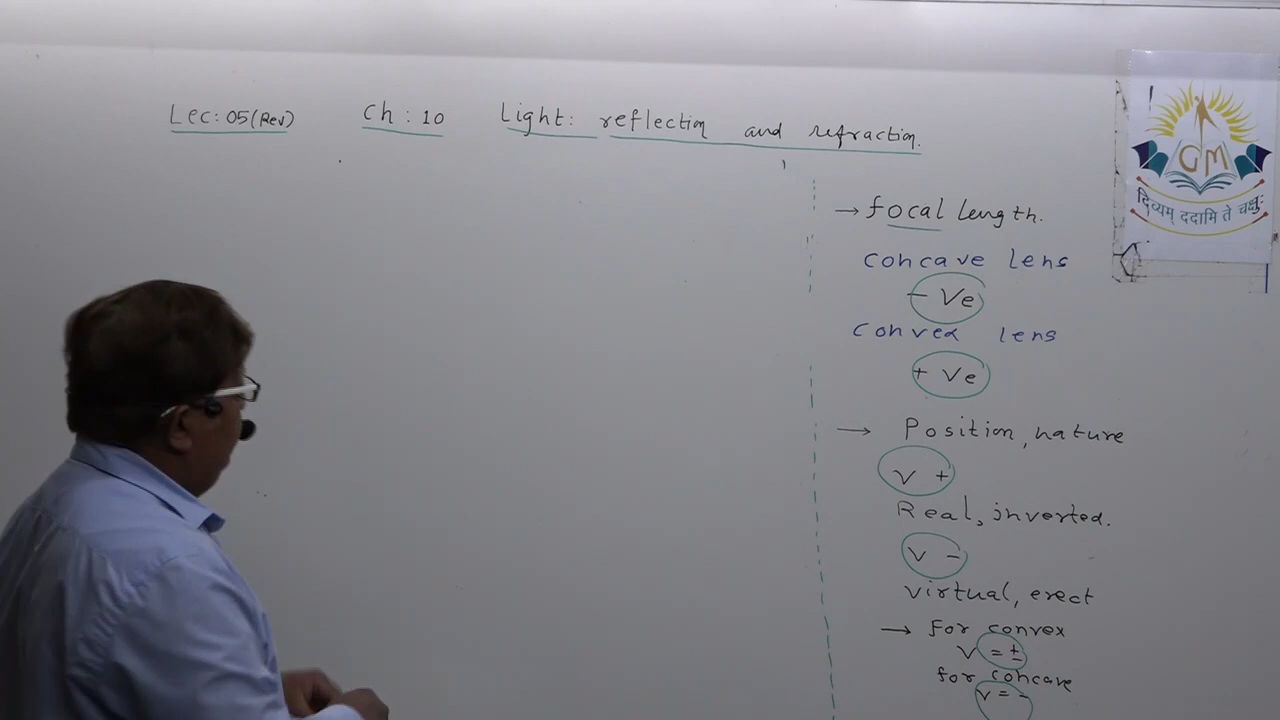 Lec: 05(Rev) Ch: 10 Light: reflection and refraction.
GM
दिव्यम् ददामि ते चक्षुः
→ focal length.
concave lens
- Ve
convex lens
+ Ve
→ Position, nature
V +
Real, inverted.
V -
virtual, erect
→ For convex
V = ±
for concave
V = -